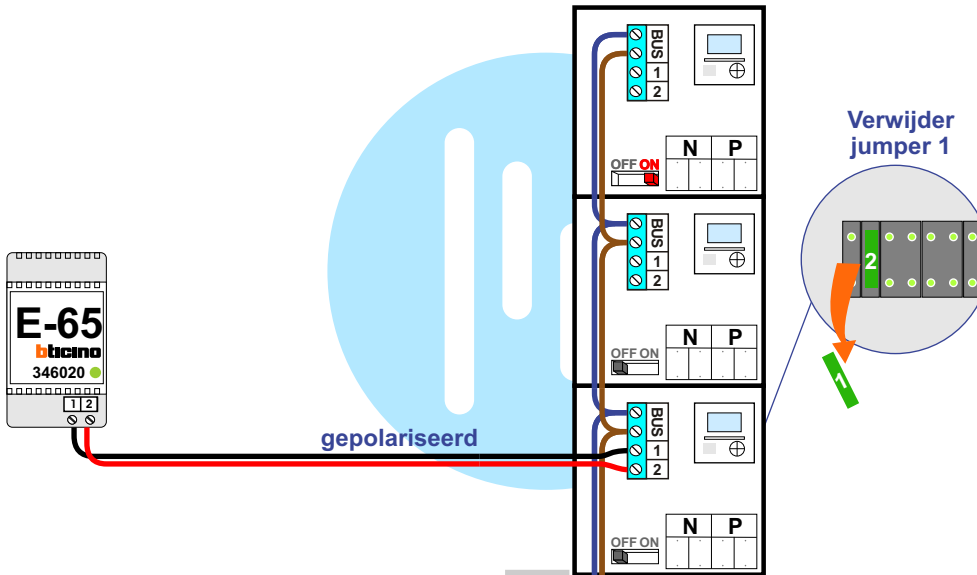 BUS
1
2
N P
OFF ON
Verwijder
jumper 1
2
1
BUS
1
2
N P
OFF ON
E-65
bticino
346020
1 2
gepolariseerd
BUS
1
2
N P
OFF ON